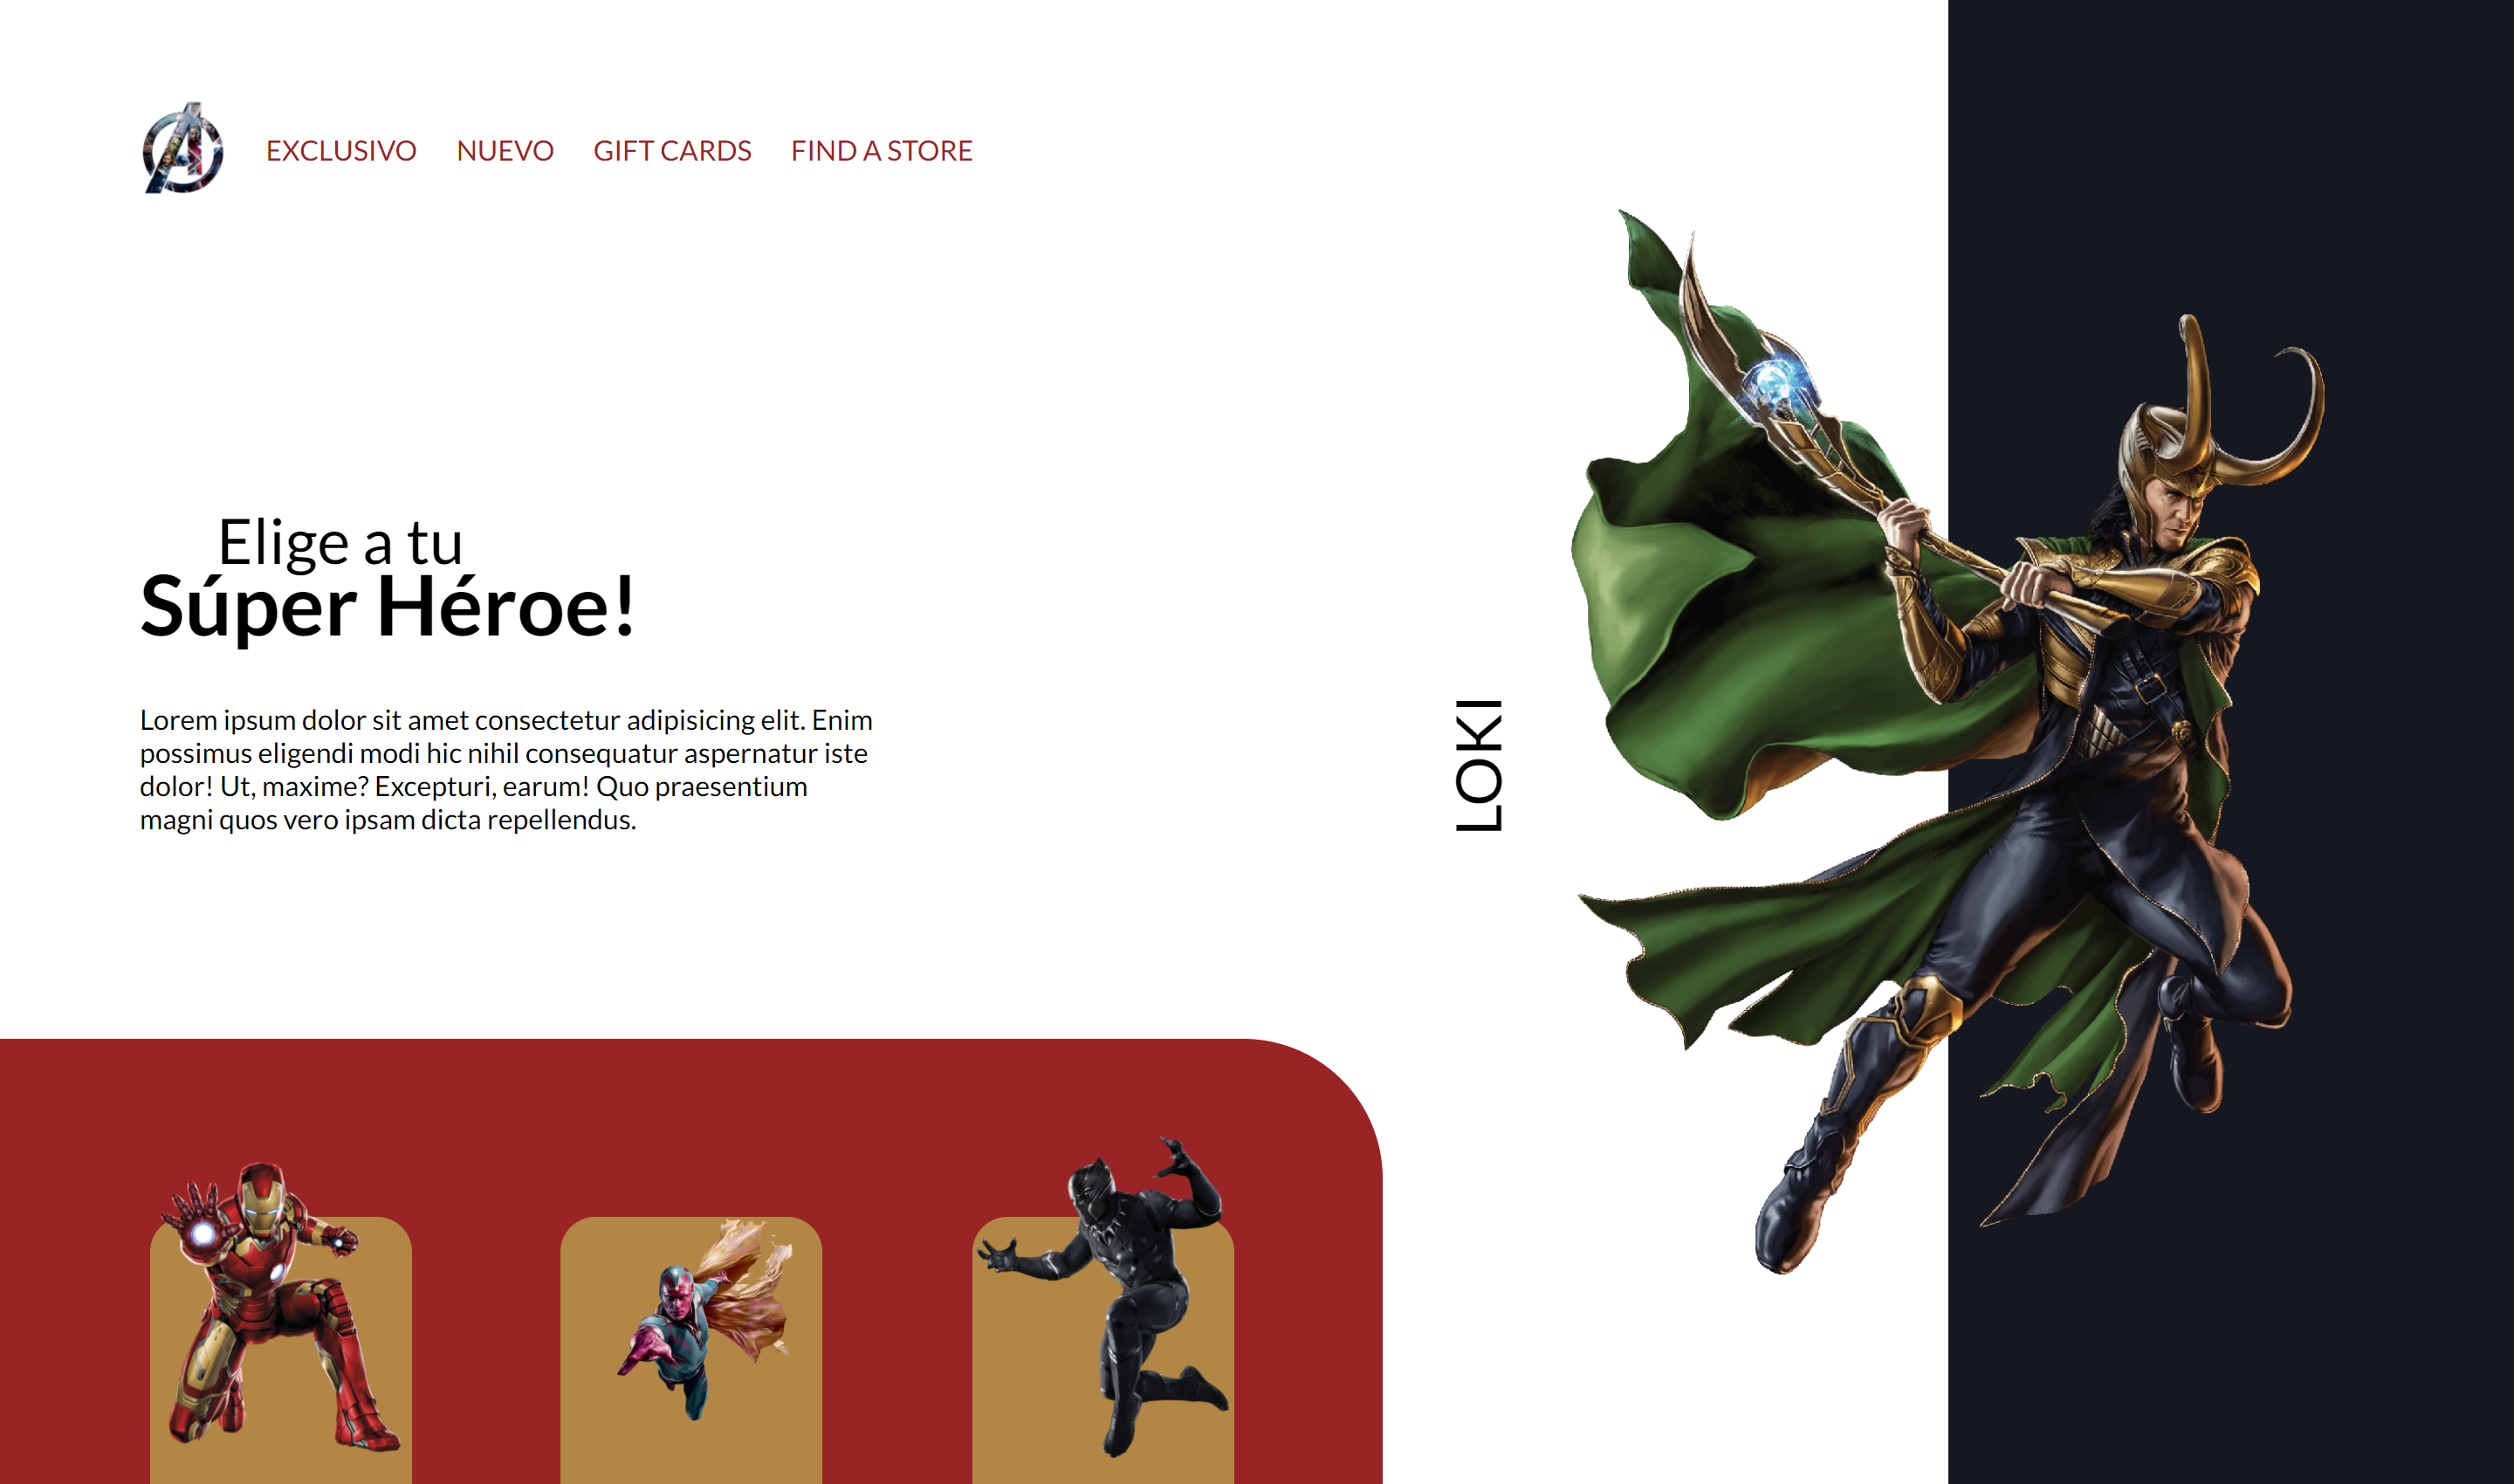 EXCLUSIVO NUEVO GIFT CARDS FIND A STORE
Elige a tu
Súper Héroe!
Lorem ipsum dolor sit amet consectetur adipisicing elit. Enim
possimus eligendi modi hic nihil consequatur aspernatur iste
dolor! Ut, maxime? Excepturi, earum! Quo praesentium
magni quos vero ipsam dicta repellendus.
LOKI